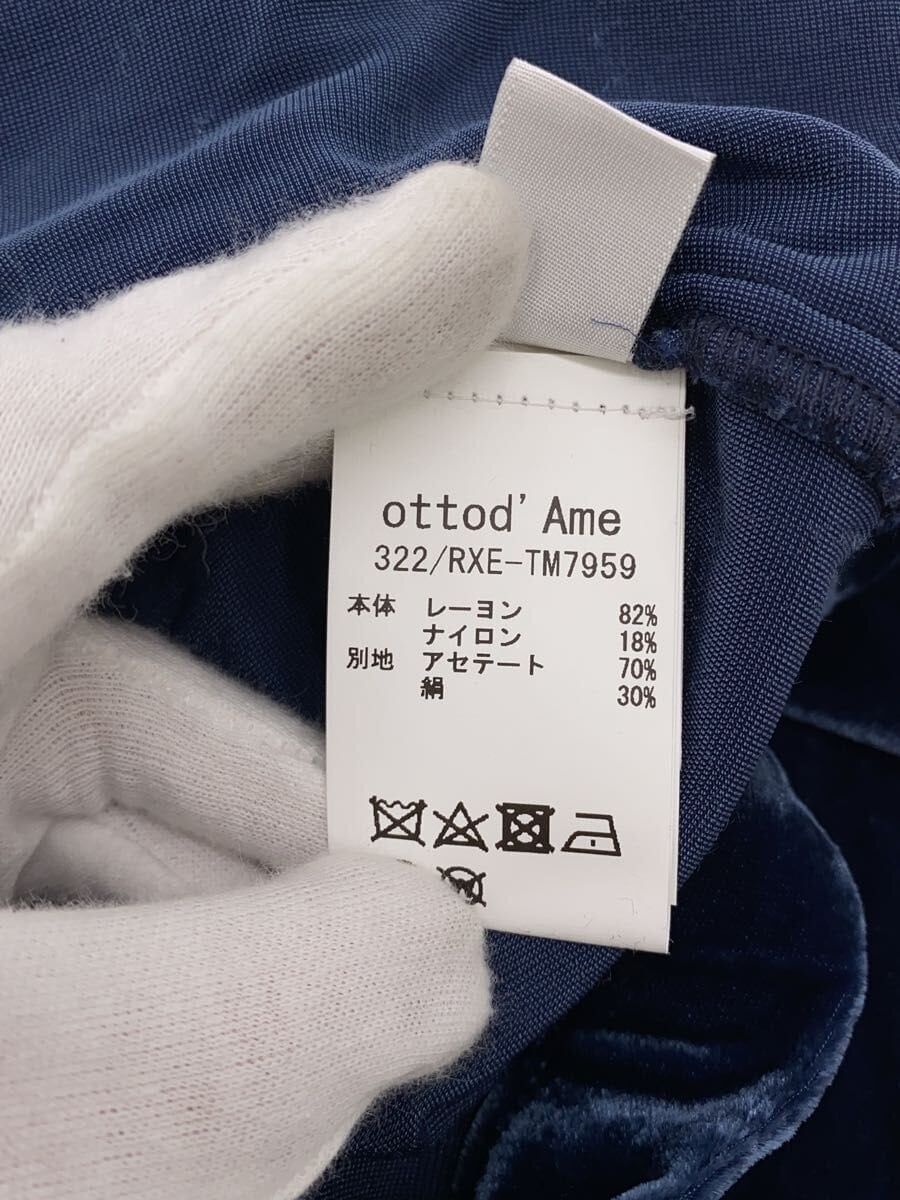 ottod'Ame
322/RXE-TM7959
本体 レーヨン 82%
ナイロン 18%
別地 アセテート 70%
絹 30%